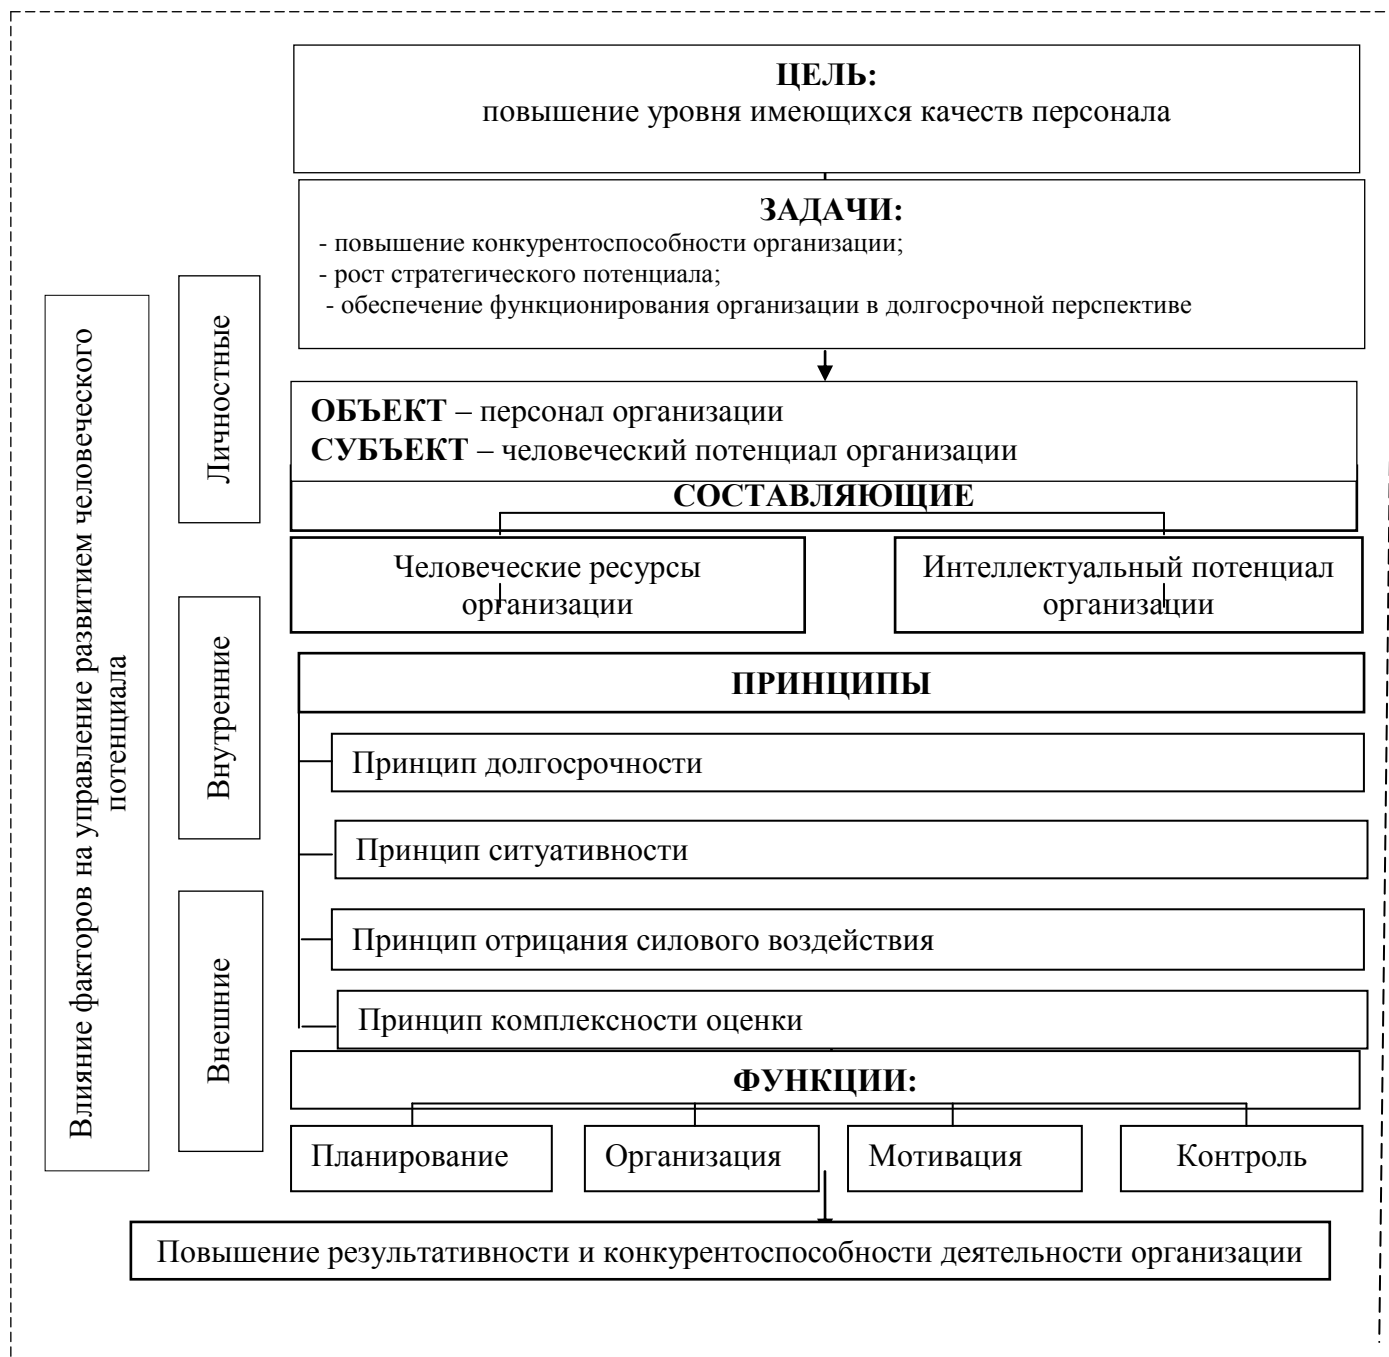 ЦЕЛЬ:
повышение уровня имеющихся качеств персонала
ЗАДАЧИ:
- повышение конкурентоспособности организации;
- рост стратегического потенциала;
- обеспечение функционирования организации в долгосрочной перспективе
Влияние факторов на управление развитием человеческого
потенциала
Личностные
Внутренние
Внешние
ОБЪЕКТ – персонал организации
СУБЪЕКТ – человеческий потенциал организации
СОСТАВЛЯЮЩИЕ
Человеческие ресурсы
организации
Интеллектуальный потенциал
организации
ПРИНЦИПЫ
Принцип долгосрочности
Принцип ситуативности
Принцип отрицания силового воздействия
Принцип комплексности оценки
ФУНКЦИИ:
Планирование
Организация
Мотивация
Контроль
Повышение результативности и конкурентоспособности деятельности организации